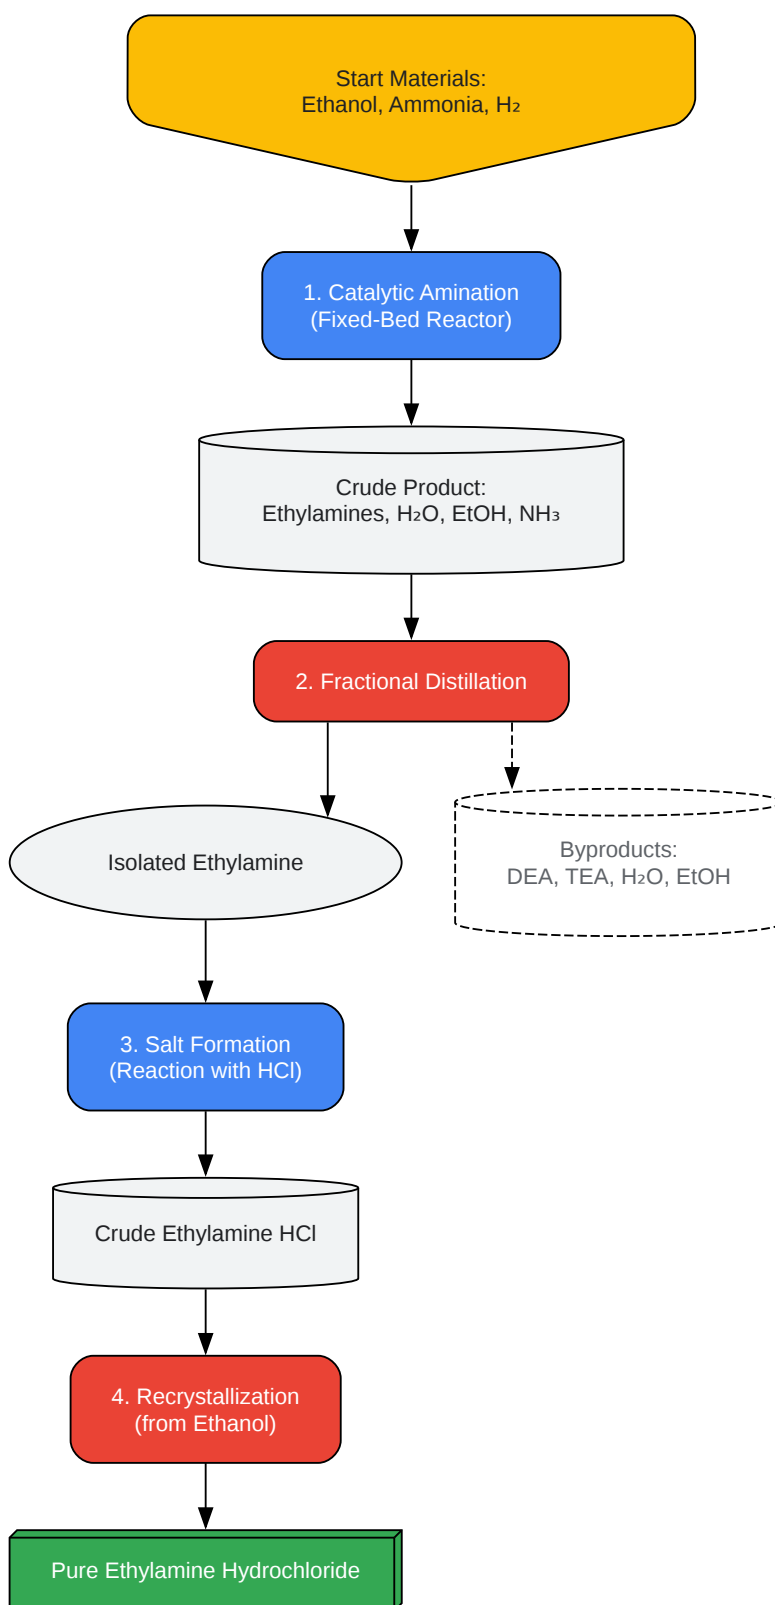 Start Materials:
Ethanol, Ammonia, H₂
1. Catalytic Amination
(Fixed-Bed Reactor)
Crude Product:
Ethylamines, H₂O, EtOH, NH₃
2. Fractional Distillation
Isolated Ethylamine
Byproducts:
DEA, TEA, H₂O, EtOH
3. Salt Formation
(Reaction with HCl)
Crude Ethylamine HCl
4. Recrystallization
(from Ethanol)
Pure Ethylamine Hydrochloride